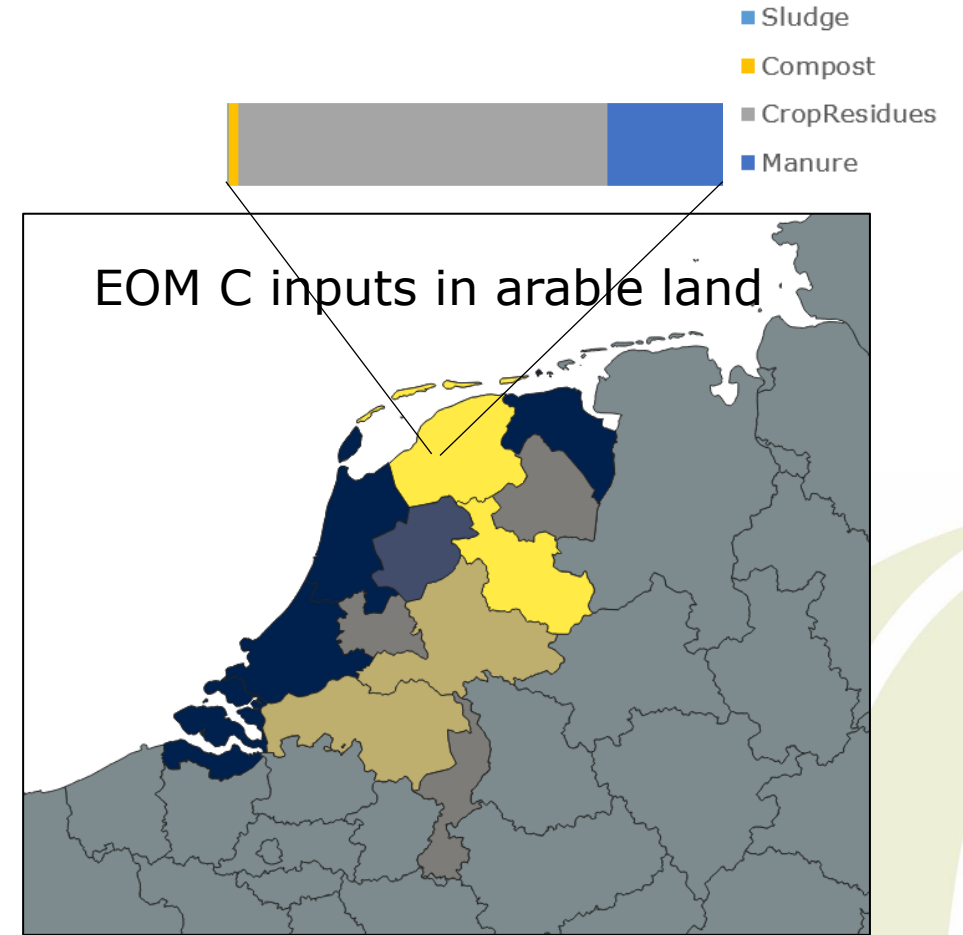 Sludge
Compost
CropResidues
Manure
EOM C inputs in arable land